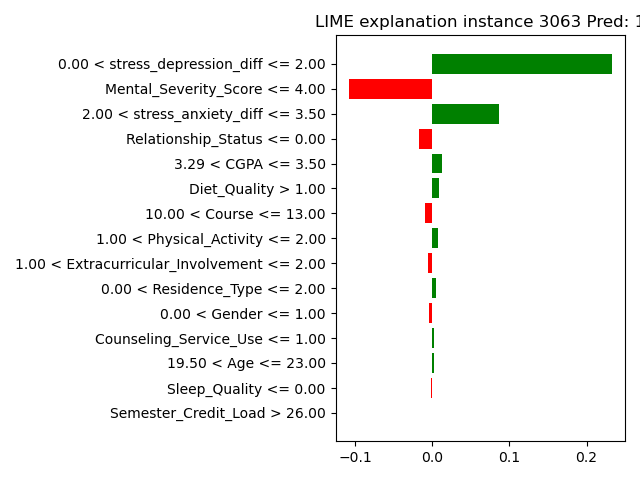 LIME explanation instance 3063 Pred: 1
0.00 < stress_depression_diff <= 2.00
Mental_Severity_Score <= 4.00
2.00 < stress_anxiety_diff <= 3.50
Relationship_Status <= 0.00
3.29 < CGPA <= 3.50
Diet_Quality > 1.00
10.00 < Course <= 13.00
1.00 < Physical_Activity <= 2.00
1.00 < Extracurricular_Involvement <= 2.00
0.00 < Residence_Type <= 2.00
0.00 < Gender <= 1.00
Counseling_Service_Use <= 1.00
19.50 < Age <= 23.00
Sleep_Quality <= 0.00
Semester_Credit_Load > 26.00
−0.1 0.0 0.1 0.2